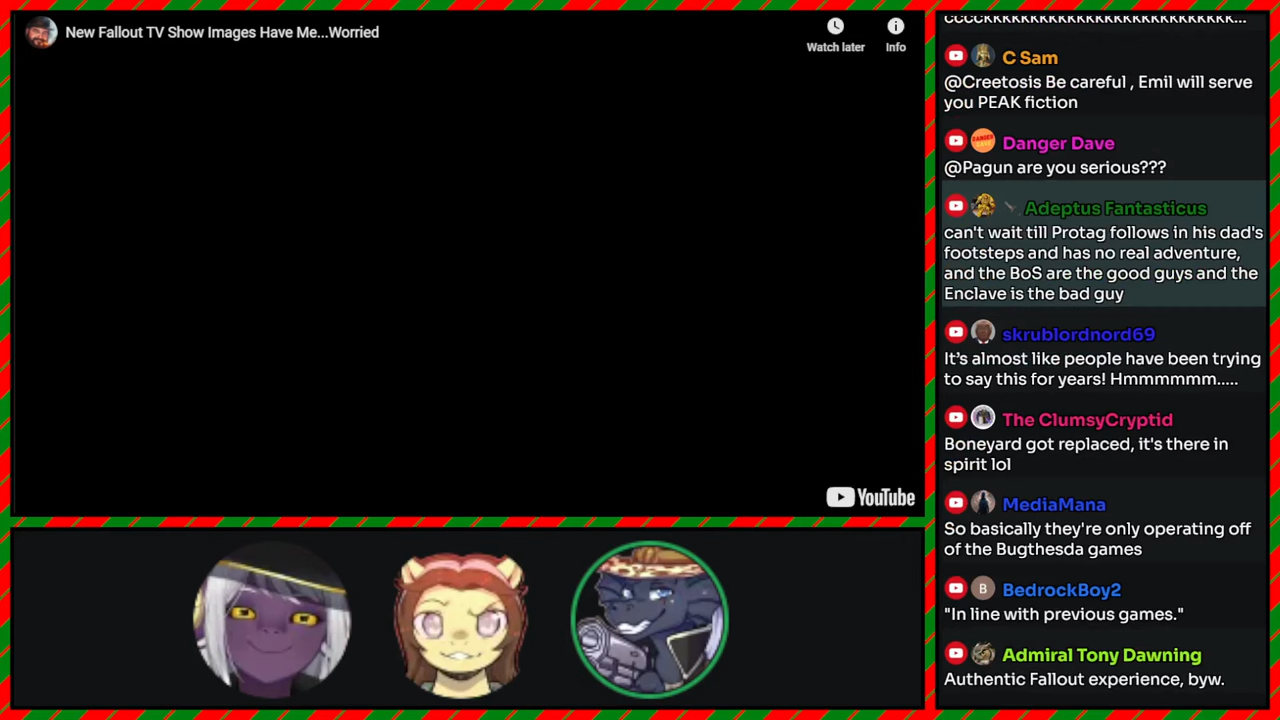 New Fallout TV Show Images Have Me...Worried
Watch later
Info
YouTube
C Sam
@Creetosis Be careful , Emil will serve
you PEAK fiction
Danger Dave
@Pagun are you serious???
Adeptus Fantasticus
can't wait till Protag follows in his dad's
footsteps and has no real adventure,
and the BoS are the good guys and the
Enclave is the bad guy
skrublordnord69
It's almost like people have been trying
to say this for years! Hmmmmmm.....
The ClumsyCryptid
Boneyard got replaced, it's there in
spirit lol
MediaMana
So basically they're only operating off
of the Bugthesda games
B
BedrockBoy2
"In line with previous games."
Admiral Tony Dawning
Authentic Fallout experience, byw.